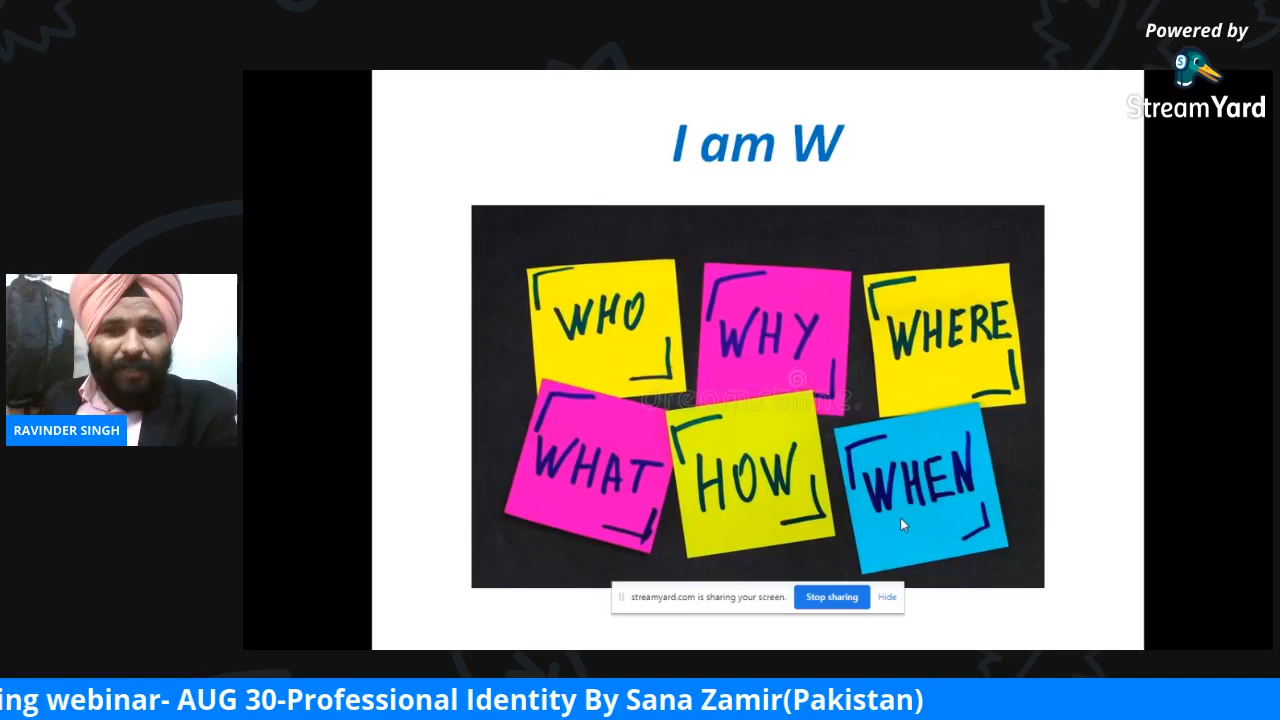 Powered by
StreamYard
I am W
WHO
WHY
WHERE
WHAT
HOW
WHEN
dreamstime.
RAVINDER SINGH
streamyard.com is sharing your screen.
Stop sharing
Hide
ing webinar- AUG 30-Professional Identity By Sana Zamir(Pakistan)